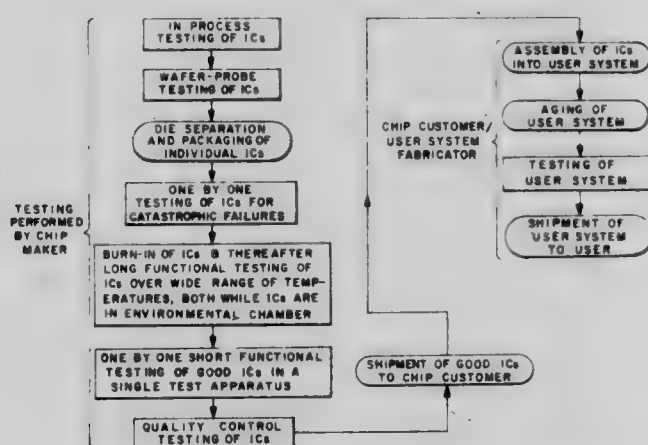 IN PROCESS
TESTING OF ICs
WAFER-PROBE
TESTING OF ICs
DIE SEPARATION
AND PACKAGING OF
INDIVIDUAL ICs
ONE BY ONE
TESTING OF ICs FOR
CATASTROPHIC FAILURES
TESTING
PERFORMED
BY CHIP
MAKER
BURN-IN OF ICs & THEREAFTER
LONG FUNCTIONAL TESTING OF
ICs OVER WIDE RANGE OF TEMP-
ERATURES, BOTH WHILE ICs ARE
IN ENVIRONMENTAL CHAMBER
ONE BY ONE SHORT FUNCTIONAL
TESTING OF GOOD ICs IN A
SINGLE TEST APPARATUS
QUALITY CONTROL
TESTING OF ICs
SHIPMENT OF GOOD ICs
TO CHIP CUSTOMER
CHIP CUSTOMER/
USER SYSTEM
FABRICATOR
ASSEMBLY OF ICs
INTO USER SYSTEM
AGING OF
USER SYSTEM
TESTING OF
USER SYSTEM
SHIPMENT OF
USER SYSTEM
TO USER